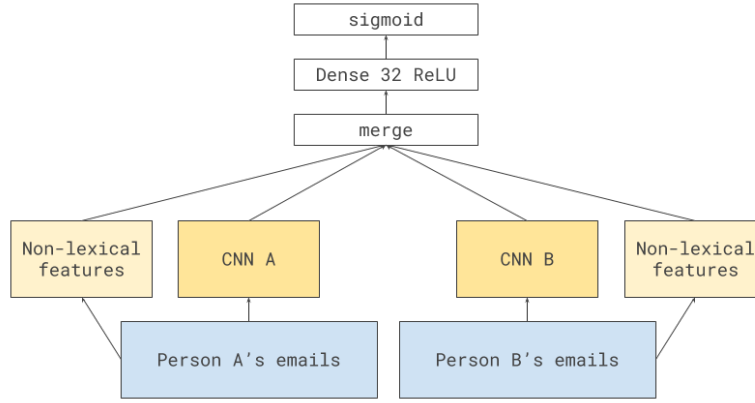 sigmoid
Dense 32 ReLU
merge
Non-lexical
features
CNN A
CNN B
Non-lexical
features
Person A’s emails
Person B’s emails